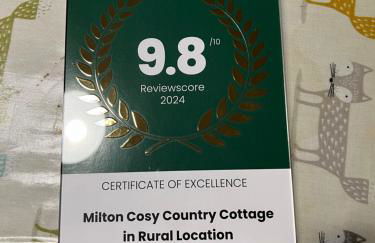 9.8 /10
Reviewscore
2024
CERTIFICATE OF EXCELLENCE
Milton Cosy Country Cottage
in Rural Location